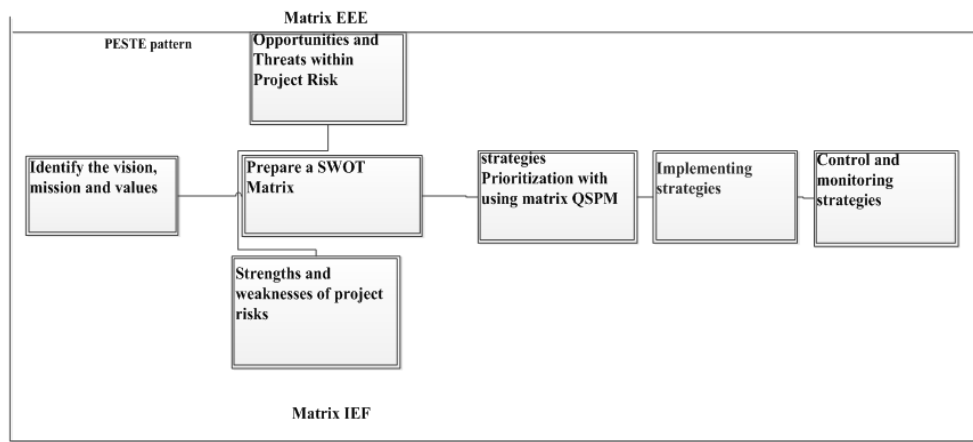 Matrix EEE
PESTE pattern
Opportunities and
Threats within
Project Risk
Identify the vision,
mission and values
Prepare a SWOT
Matrix
strategies
Prioritization with
using matrix QSPM
Implementing
strategies
Control and
monitoring
strategies
Strengths and
weaknesses of project
risks
Matrix IEF